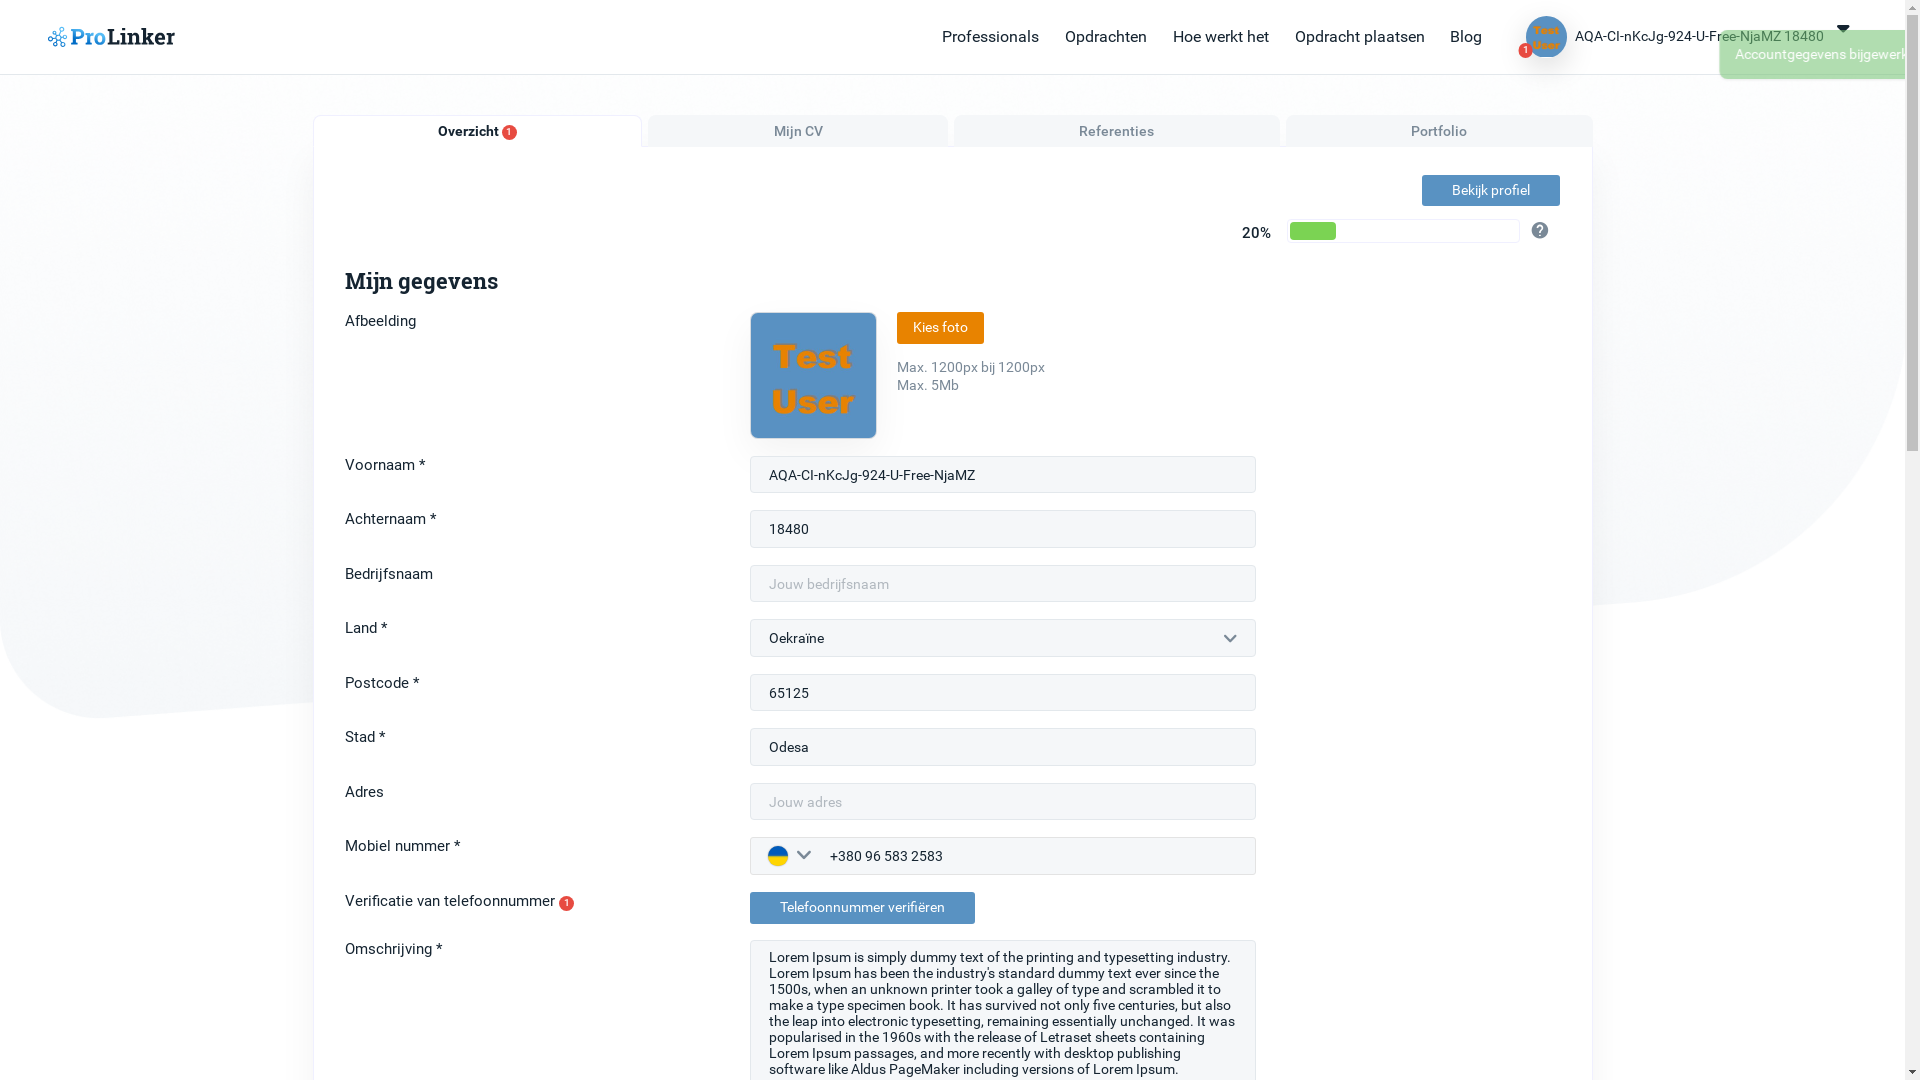 ProLinker
Professionals
Opdrachten
Hoe werkt het
Opdracht plaatsen
Blog
Test
User
1
AQA-CI-nKcJg-924-U-Free-NjaMZ 18480
Accountgegevens bijgewerk
Overzicht 1
Mijn CV
Referenties
Portfolio
Bekijk profiel
20%
?
Mijn gegevens
Afbeelding
Test
User
Kies foto
Max. 1200px bij 1200px
Max. 5Mb
Voornaam *
AQA-CI-nKcJg-924-U-Free-NjaMZ
Achternaam *
18480
Bedrijfsnaam
Jouw bedrijfsnaam
Land *
Oekraïne
Postcode *
65125
Stad *
Odesa
Adres
Jouw adres
Mobiel nummer *
+380 96 583 2583
Verificatie van telefoonnummer 1
Telefoonnummer verifiëren
Omschrijving *
Lorem Ipsum is simply dummy text of the printing and typesetting industry.
Lorem Ipsum has been the industry's standard dummy text ever since the
1500s, when an unknown printer took a galley of type and scrambled it to
make a type specimen book. It has survived not only five centuries, but also
the leap into electronic typesetting, remaining essentially unchanged. It was
popularised in the 1960s with the release of Letraset sheets containing
Lorem Ipsum passages, and more recently with desktop publishing
software like Aldus PageMaker including versions of Lorem Ipsum.